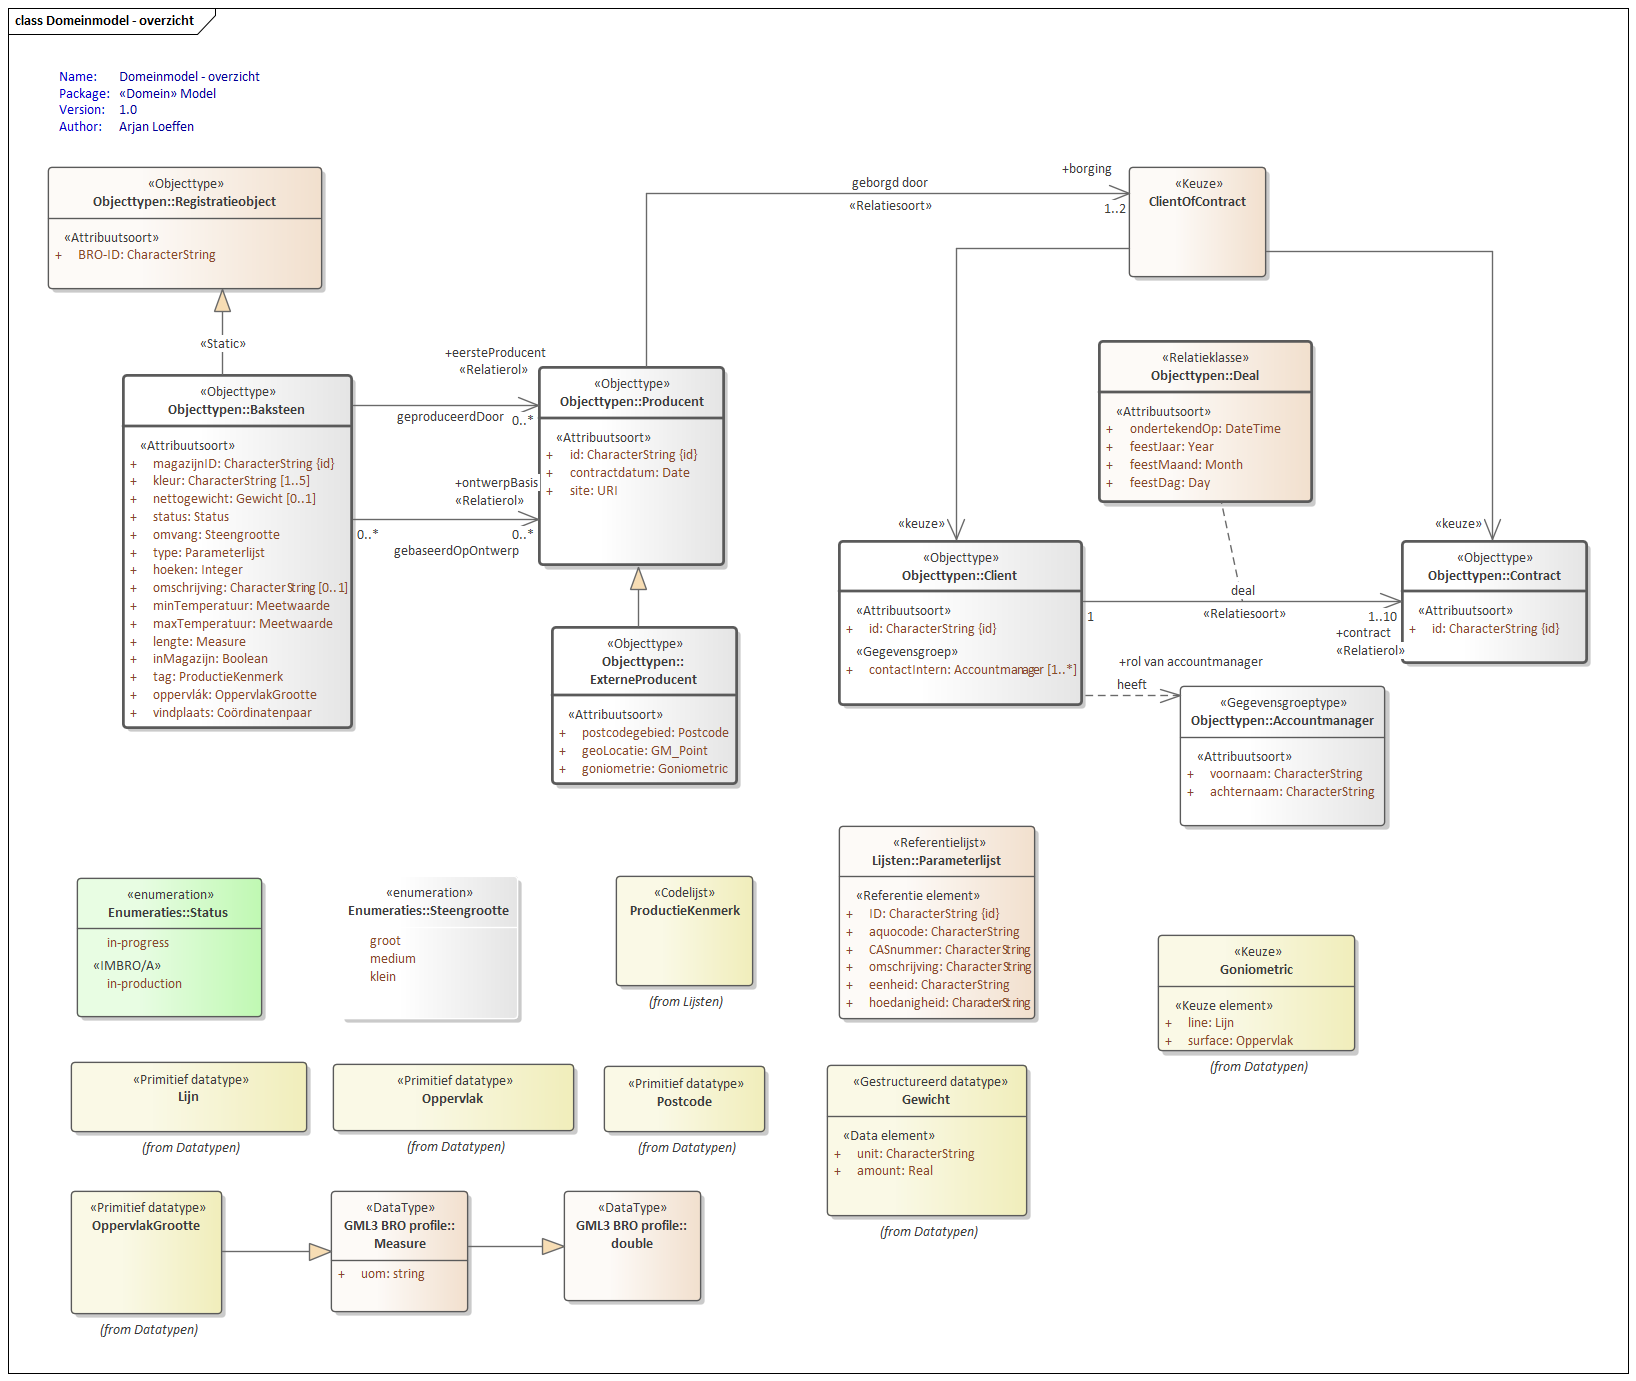 class Domeinmodel - overzicht
Name: Domeinmodel - overzicht
Package: «Domein» Model
Version: 1.0
Author: Arjan Loeffen
«Objecttype»
Objecttypen::Registratieobject
«Attribuutsoort»
+ BRO-ID: CharacterString
«Static»
«Objecttype»
Objecttypen::Baksteen
«Attribuutsoort»
+ magazijnID: CharacterString {id}
+ kleur: CharacterString [1..5]
+ nettogewicht: Gewicht [0..1]
+ status: Status
+ omvang: Steengrootte
+ type: Parameterlijst
+ hoeken: Integer
+ omschrijving: CharacterString [0..1]
+ minTemperatuur: Meetwaarde
+ maxTemperatuur: Meetwaarde
+ lengte: Measure
+ inMagazijn: Boolean
+ tag: ProductieKenmerk
+ oppervlák: OppervlakGrootte
+ vindplaats: Coördinatenpaar
+eersteProducent
«Relatierol»
geproduceerdDoor
0..*
+ontwerpBasis
«Relatierol»
0..*
0..*
gebaseerdOpOntwerp
«Objecttype»
Objecttypen::Producent
«Attribuutsoort»
+ id: CharacterString {id}
+ contractdatum: Date
+ site: URI
«Objecttype»
Objecttypen::
ExterneProducent
«Attribuutsoort»
+ postcodegebied: Postcode
+ geoLocatie: GM_Point
+ goniometrie: Goniometric
geborgd door
«Relatiesoort»
+borging
1..2
«Keuze»
ClientOfContract
«Relatieklasse»
Objecttypen::Deal
«Attribuutsoort»
+ ondertekendOp: DateTime
+ feestJaar: Year
+ feestMaand: Month
+ feestDag: Day
«keuze»
«keuze»
«Objecttype»
Objecttypen::Client
«Attribuutsoort»
+ id: CharacterString {id}
«Gegevensgroep»
+ contactIntern: Accountmanager [1..*]
deal
«Relatiesoort»
1
1..10
+contract
«Relatierol»
«Objecttype»
Objecttypen::Contract
«Attribuutsoort»
+ id: CharacterString {id}
+rol van accountmanager
heeft
«Gegevensgroeptype»
Objecttypen::Accountmanager
«Attribuutsoort»
+ voornaam: CharacterString
+ achternaam: CharacterString
«enumeration»
Enumeraties::Status
in-progress
«IMBRO/A»
in-production
«enumeration»
Enumeraties::Steengrootte
groot
medium
klein
«Codelijst»
ProductieKenmerk
(from Lijsten)
«Referentielijst»
Lijsten::Parameterlijst
«Referentie element»
+ ID: CharacterString {id}
+ aquocode: CharacterString
+ CASnummer: CharacterString
+ omschrijving: CharacterString
+ eenheid: CharacterString
+ hoedanigheid: CharacterString
«Keuze»
Goniometric
«Keuze element»
+ line: Lijn
+ surface: Oppervlak
(from Datatypen)
«Primitief datatype»
Lijn
(from Datatypen)
«Primitief datatype»
Oppervlak
(from Datatypen)
«Primitief datatype»
Postcode
(from Datatypen)
«Gestructureerd datatype»
Gewicht
«Data element»
+ unit: CharacterString
+ amount: Real
(from Datatypen)
«Primitief datatype»
OppervlakGrootte
(from Datatypen)
«DataType»
GML3 BRO profile::
Measure
+ uom: string
«DataType»
GML3 BRO profile::
double